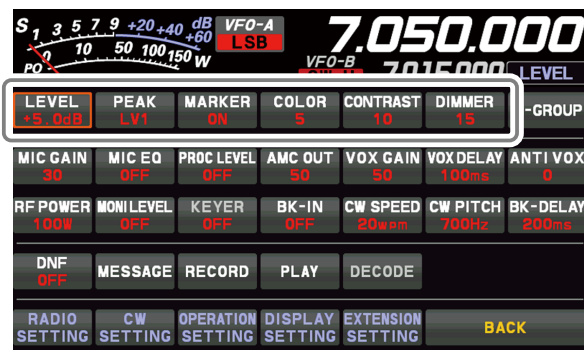 S 1 3 5 7 9 +20 +40 +60 dB VFO-A 7.050.000
0 10 50 100 150 W LSB
PO VFO-B 7.015.000 LEVEL
LEVEL PEAK MARKER COLOR CONTRAST DIMMER -GROUP
+5.0dB LV1 ON 5 10 15
MIC GAIN MIC EQ PROC LEVEL AMC OUT VOX GAIN VOX DELAY ANTI VOX
30 OFF OFF 50 50 100ms 0
RF POWER MONI LEVEL KEYER BK-IN CW SPEED CW PITCH BK-DELAY
100W OFF OFF OFF 20wpm 700Hz 200ms
DNF MESSAGE RECORD PLAY DECODE
OFF
RADIO CW OPERATION DISPLAY EXTENSION BACK
SETTING SETTING SETTING SETTING SETTING